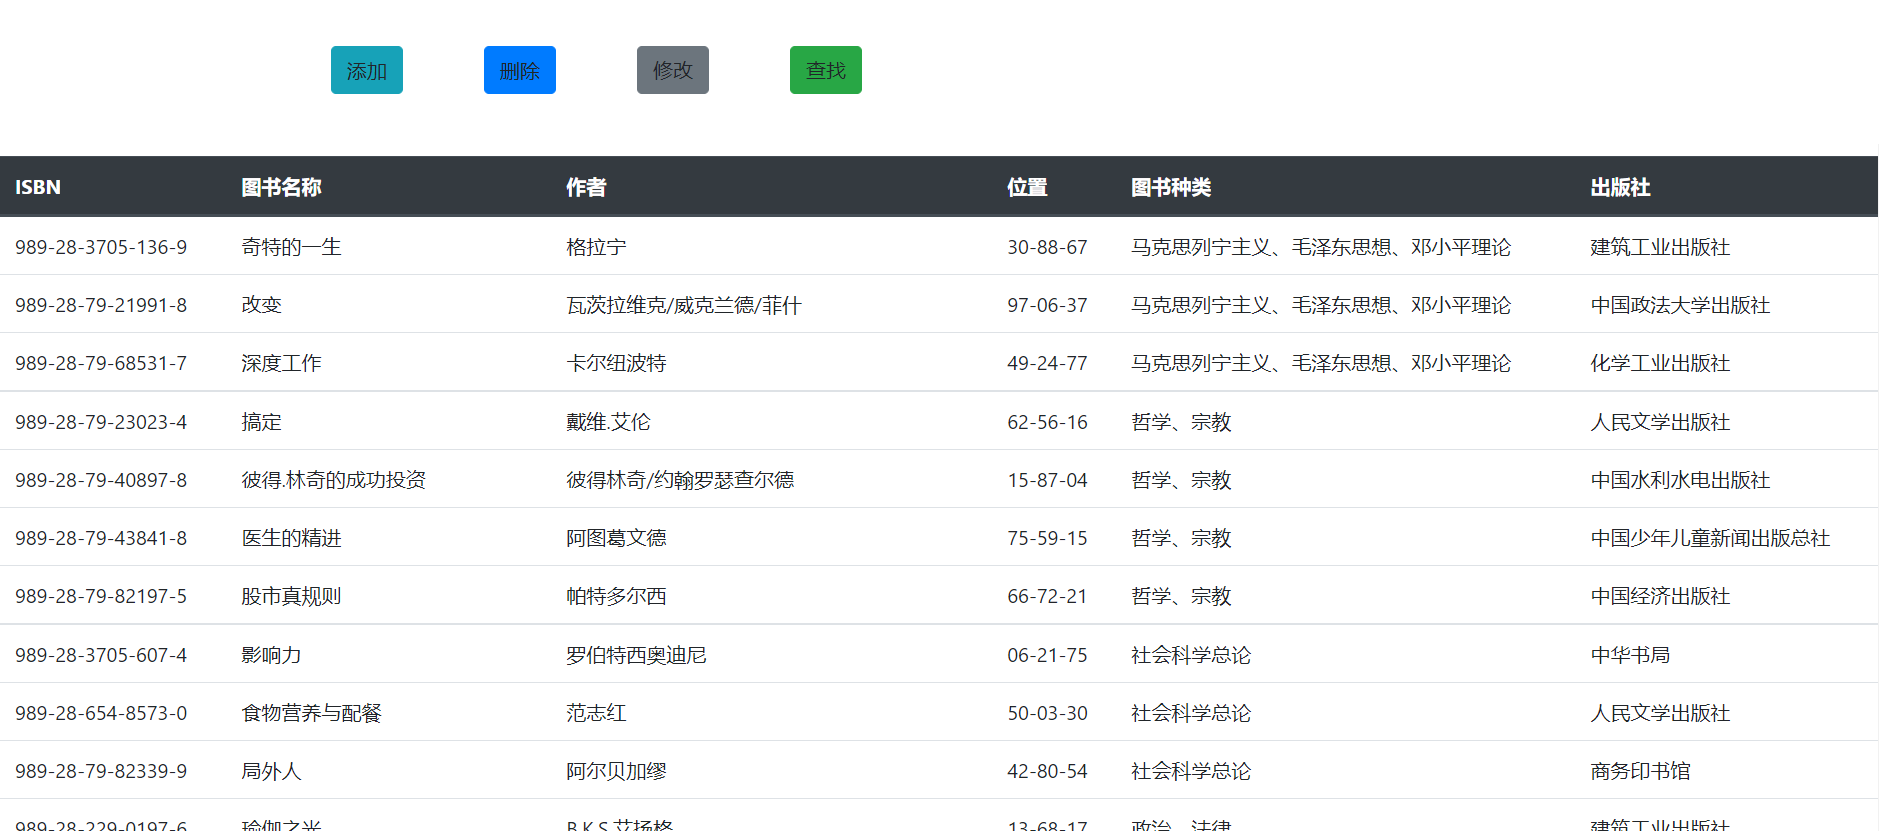 添加 删除 修改 查找
ISBN 图书名称 作者 位置 图书种类 出版社
989-28-3705-136-9 奇特的一生 格拉宁 30-88-67 马克思列宁主义、毛泽东思想、邓小平理论 建筑工业出版社
989-28-79-21991-8 改变 瓦茨拉维克/威克兰德/菲什 97-06-37 马克思列宁主义、毛泽东思想、邓小平理论 中国政法大学出版社
989-28-79-68531-7 深度工作 卡尔纽波特 49-24-77 马克思列宁主义、毛泽东思想、邓小平理论 化学工业出版社
989-28-79-23023-4 搞定 戴维.艾伦 62-56-16 哲学、宗教 人民文学出版社
989-28-79-40897-8 彼得.林奇的成功投资 彼得林奇/约翰罗瑟查尔德 15-87-04 哲学、宗教 中国水利水电出版社
989-28-79-43841-8 医生的精进 阿图葛文德 75-59-15 哲学、宗教 中国少年儿童新闻出版总社
989-28-79-82197-5 股市真规则 帕特多尔西 66-72-21 哲学、宗教 中国经济出版社
989-28-3705-607-4 影响力 罗伯特西奥迪尼 06-21-75 社会科学总论 中华书局
989-28-654-8573-0 食物营养与配餐 范志红 50-03-30 社会科学总论 人民文学出版社
989-28-79-82339-9 局外人 阿尔贝加缪 42-80-54 社会科学总论 商务印书馆
989-28-229-0197-6 瑜伽之光 B.K.S.艾扬格 13-68-17 政治、法律 建筑工业出版社